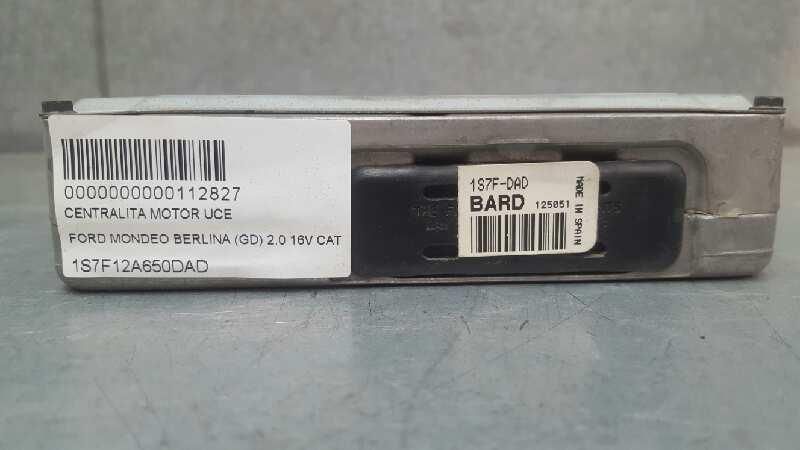 0000000000112827
CENTRALITA MOTOR UCE
FORD MONDEO BERLINA (GD) 2.0 16V CAT
1S7F12A650DAD
1S7F-DAD
BARD 125051
MADE IN SPAIN